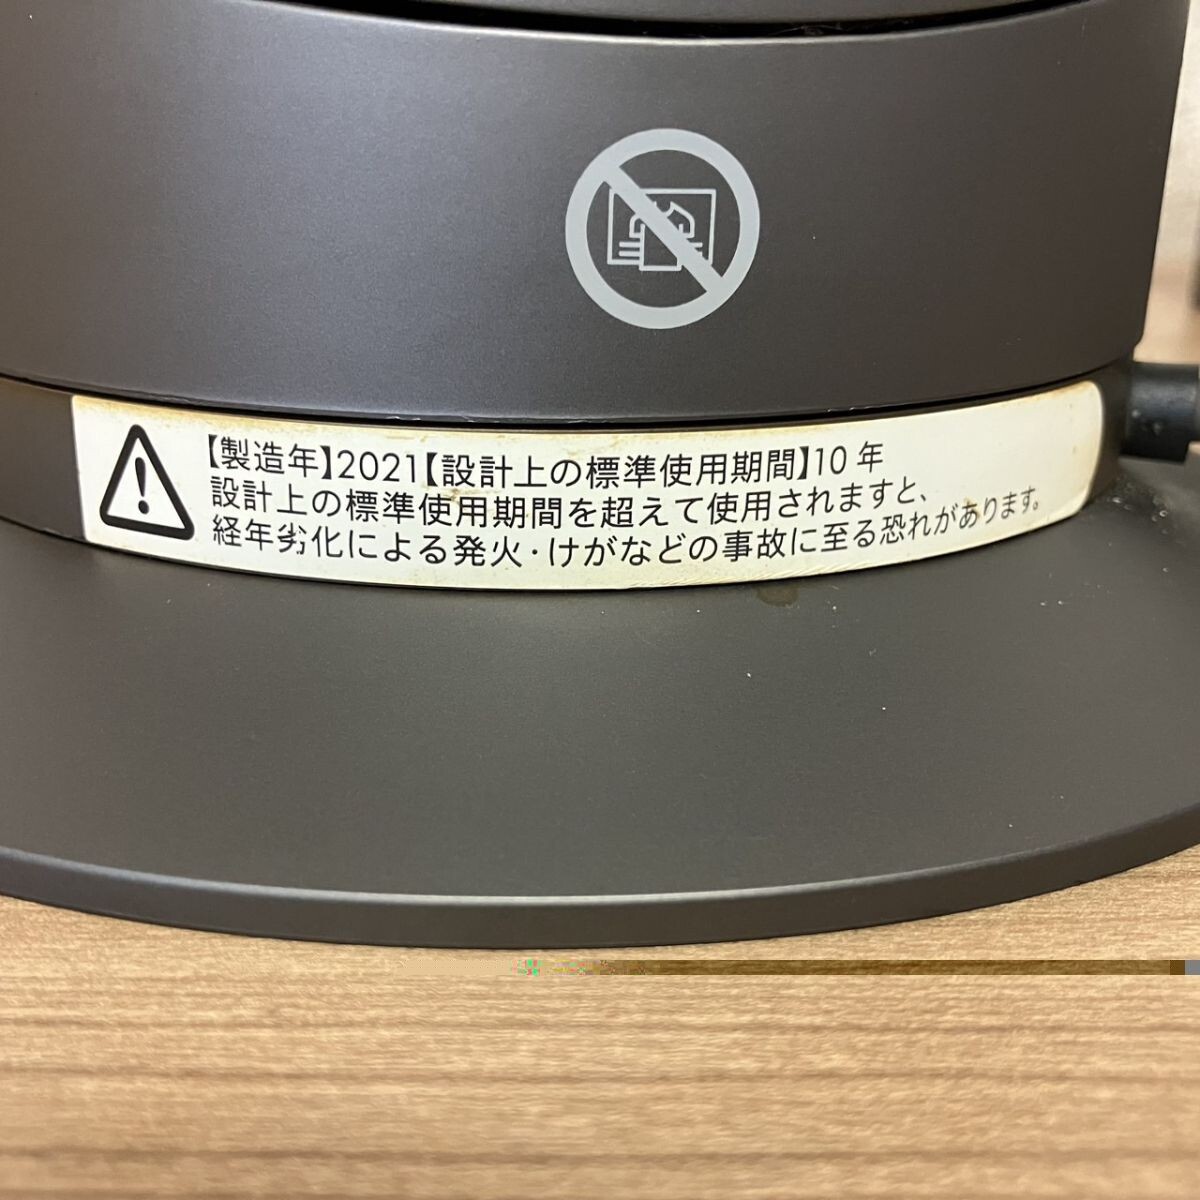 【製造年】2021【設計上の標準使用期間】10年
設計上の標準使用期間を超えて使用されますと、
経年劣化による発火・けがなどの事故に至る恐れがあります。